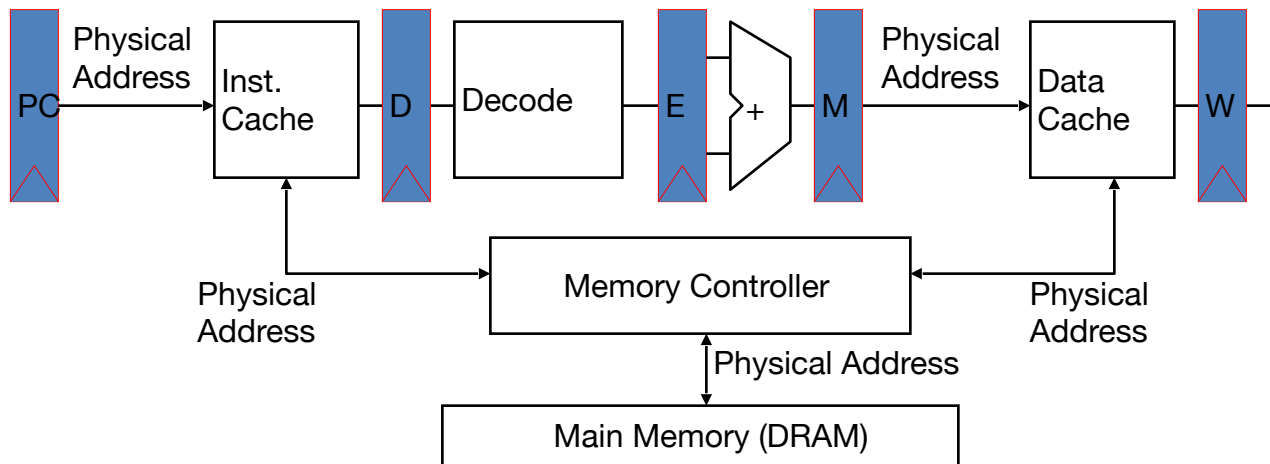 Physical
Address
PC
Inst.
Cache
D
Decode
E
+
M
Physical
Address
Data
Cache
W
Physical
Address
Memory Controller
Physical
Address
Physical Address
Main Memory (DRAM)